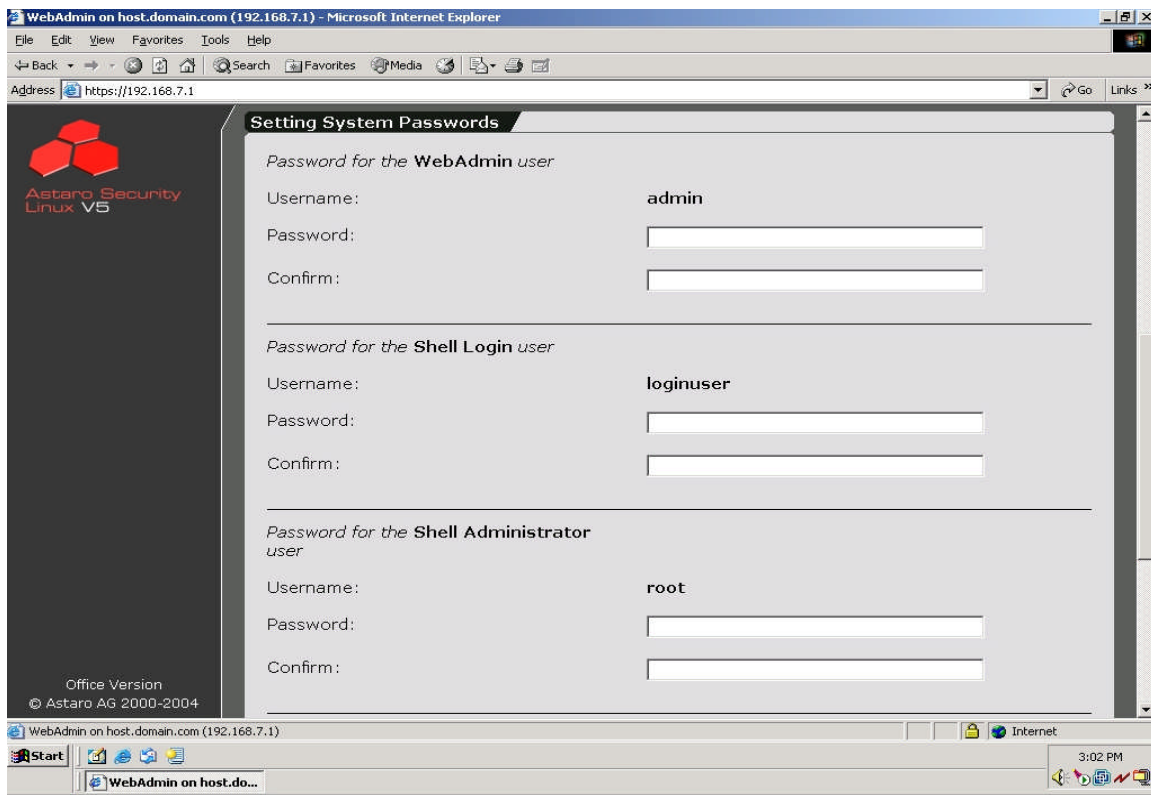 WebAdmin on host.domain.com (192.168.7.1) - Microsoft Internet Explorer
File Edit View Favorites Tools Help
Back Search Favorites Media
Address https://192.168.7.1 Go Links »
Astaro Security
Linux V5
Setting System Passwords
Password for the WebAdmin user
Username: admin
Password:
Confirm:
Password for the Shell Login user
Username: loginuser
Password:
Confirm:
Password for the Shell Administrator
user
Username: root
Password:
Confirm:
Office Version
© Astaro AG 2000-2004
WebAdmin on host.domain.com (192.168.7.1) Internet
Start 3:02 PM
WebAdmin on host.do...